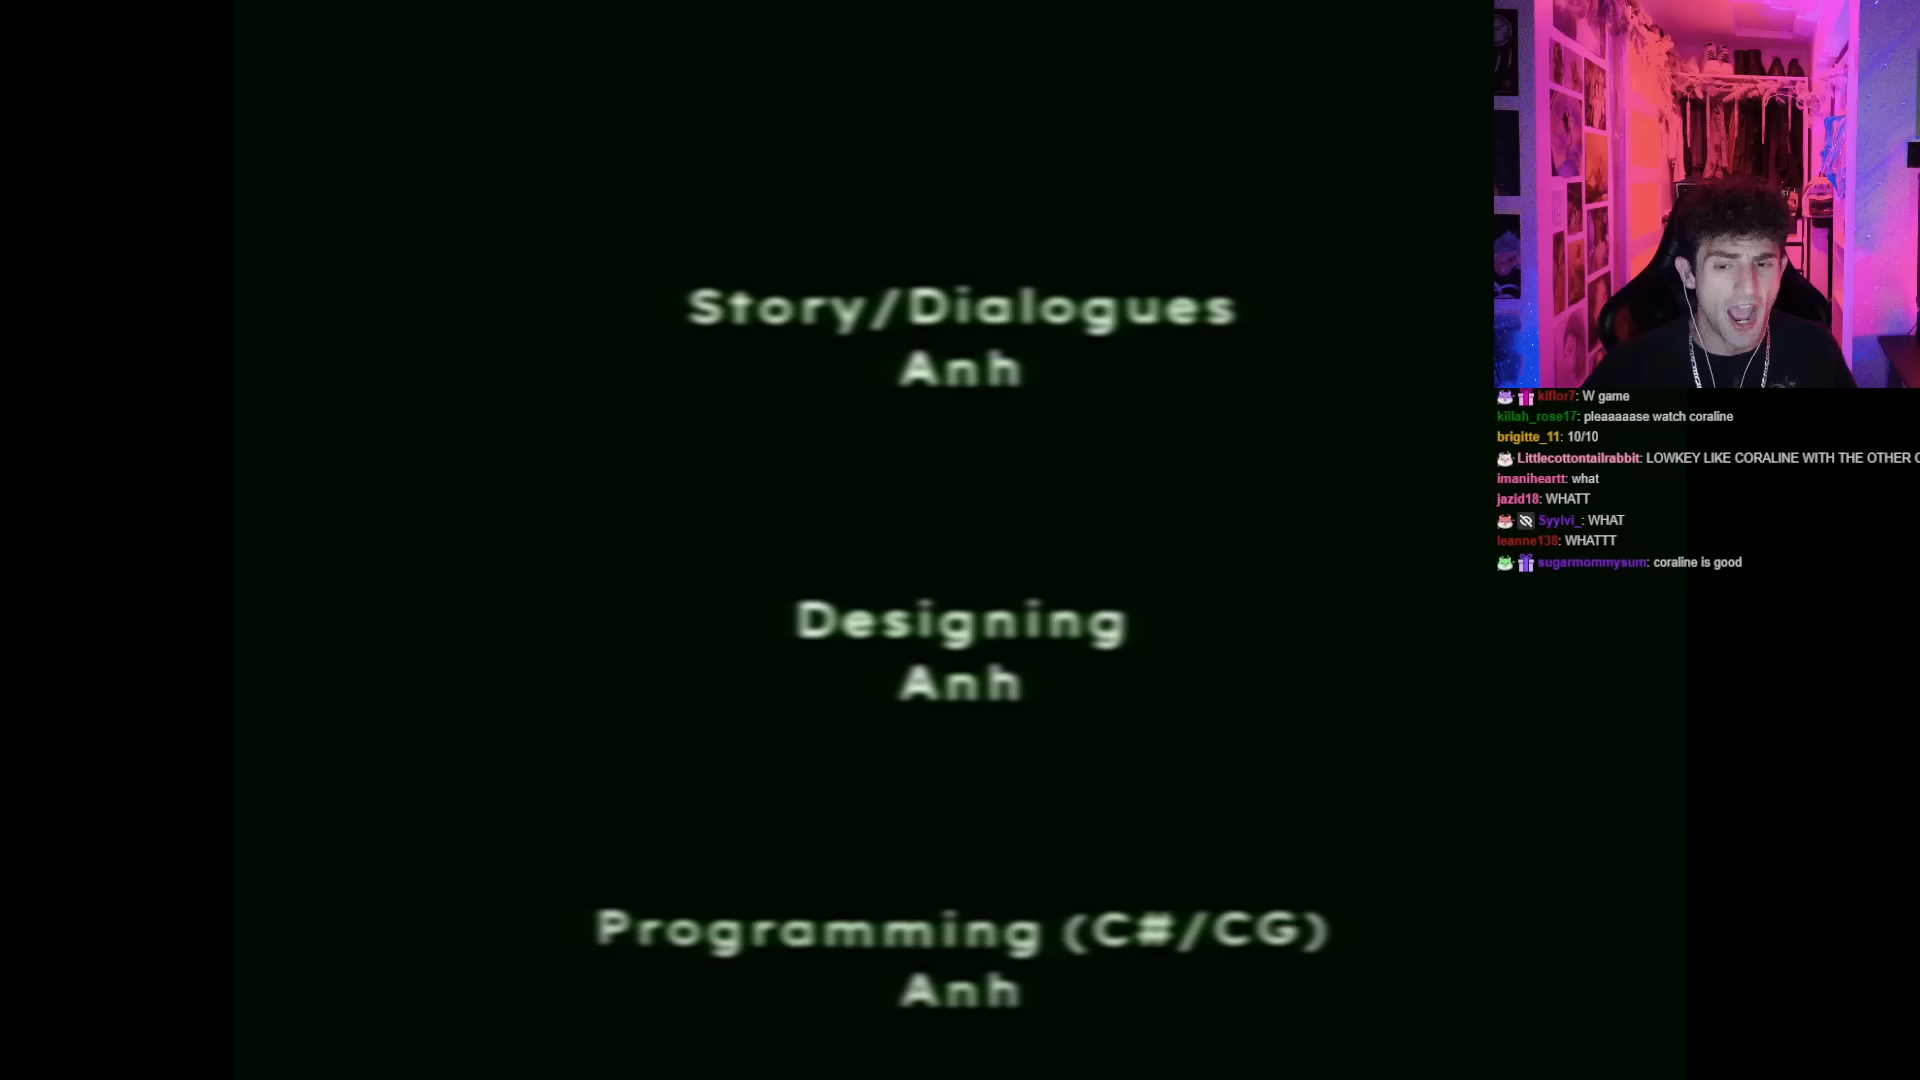 Story/Dialogues
Anh
Designing
Anh
Programming (C#/CG)
Anh
kiflor7: W game
killah_rose17: pleaaaaase watch coraline
brigitte_11: 10/10
Littlecottontailrabbit: LOWKEY LIKE CORALINE WITH THE OTHER
imaniheartt: what
jazid18: WHATT
Syylvi_: WHAT
leanne138: WHATTT
sugarmommysum: coraline is good